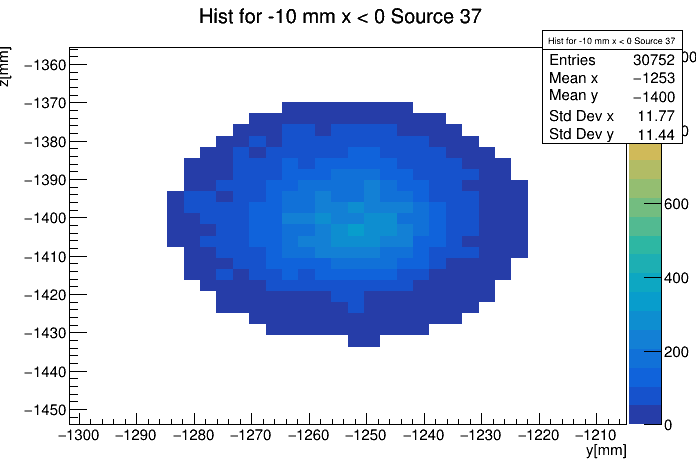 Hist for -10 mm x < 0 Source 37
z[mm]
Hist for -10 mm x < 0 Source 37
Entries 30752
Mean x −1253
Mean y −1400
Std Dev x 11.77
Std Dev y 11.44
−1360
−1370
−1380
−1390
−1400
−1410
−1420
−1430
−1440
−1450
600
400
200
0
−1300 −1290 −1280 −1270 −1260 −1250 −1240 −1230 −1220 −1210
y[mm]